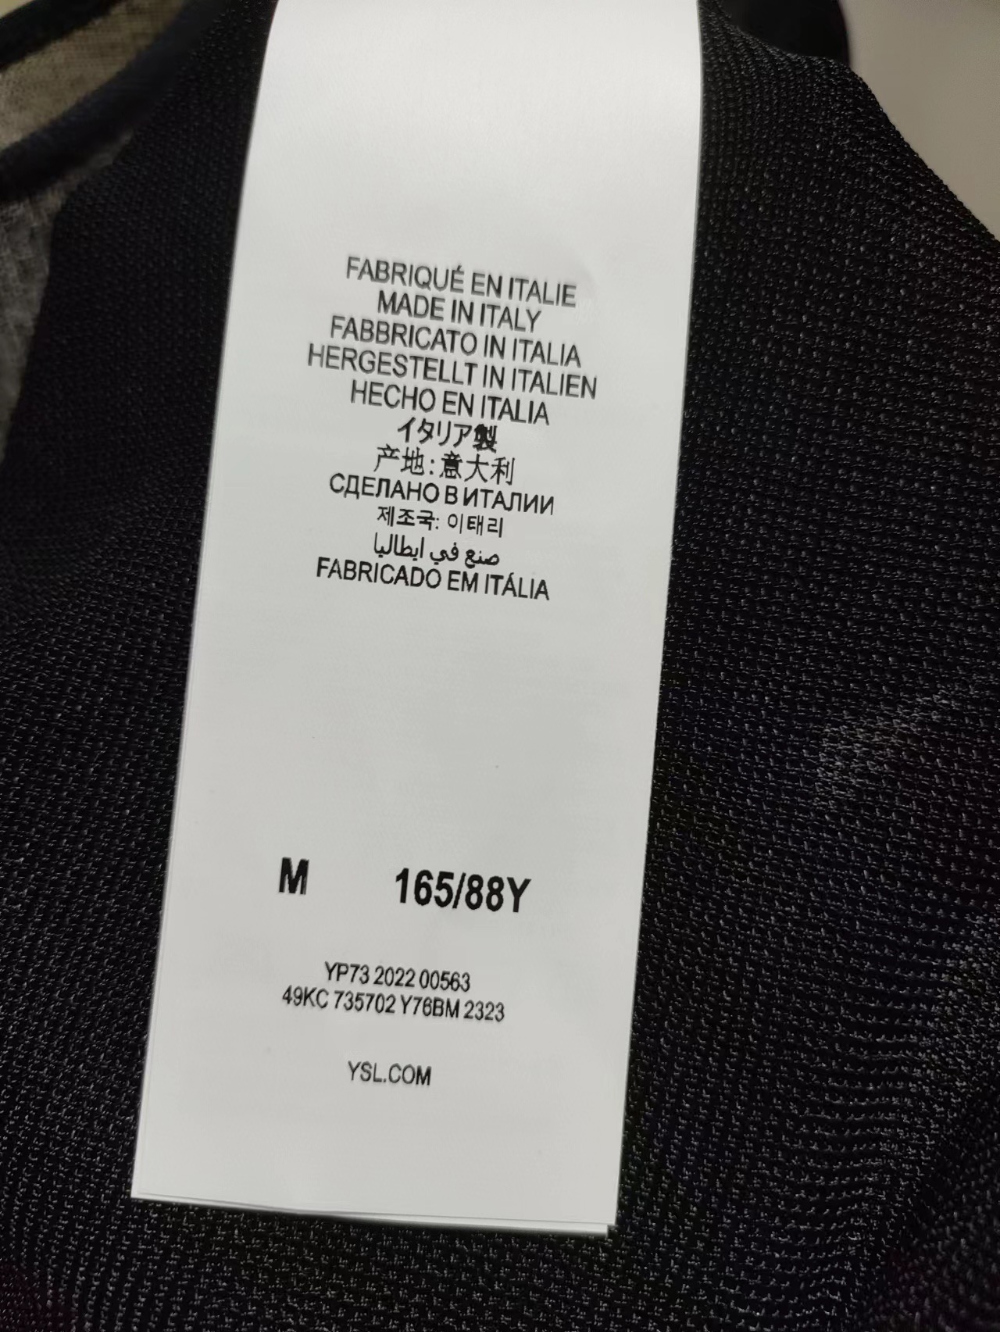 FABRIQUÉ EN ITALIE
MADE IN ITALY
FABBRICATO IN ITALIA
HERGESTELLT IN ITALIEN
HECHO EN ITALIA
イタリア製
产地:意大利
СДЕЛАНО В ИТАЛИИ
제조국: 이태리
صنع في ايطاليا
FABRICADO EM ITÁLIA
M 165/88Y
YP73 2022 00563
49KC 735702 Y76BM 2323
YSL.COM